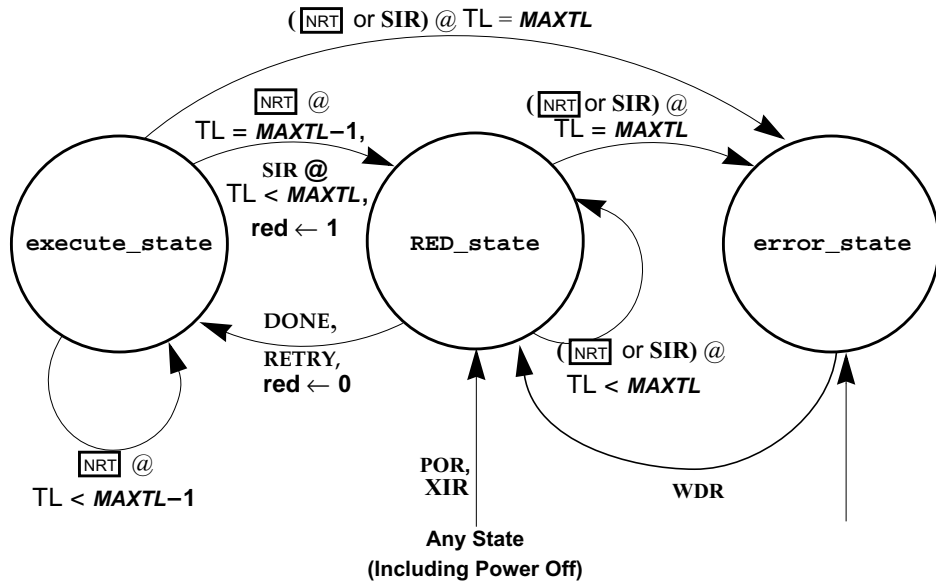 ( NRT or SIR) @ TL = MAXTL
NRT @
TL = MAXTL–1,
SIR @
TL < MAXTL,
red ← 1
( NRT or SIR) @
TL = MAXTL
execute_state
RED_state
error_state
DONE,
RETRY,
red ← 0
( NRT or SIR) @
TL < MAXTL
NRT @
TL < MAXTL–1
POR,
XIR
WDR
Any State
(Including Power Off)